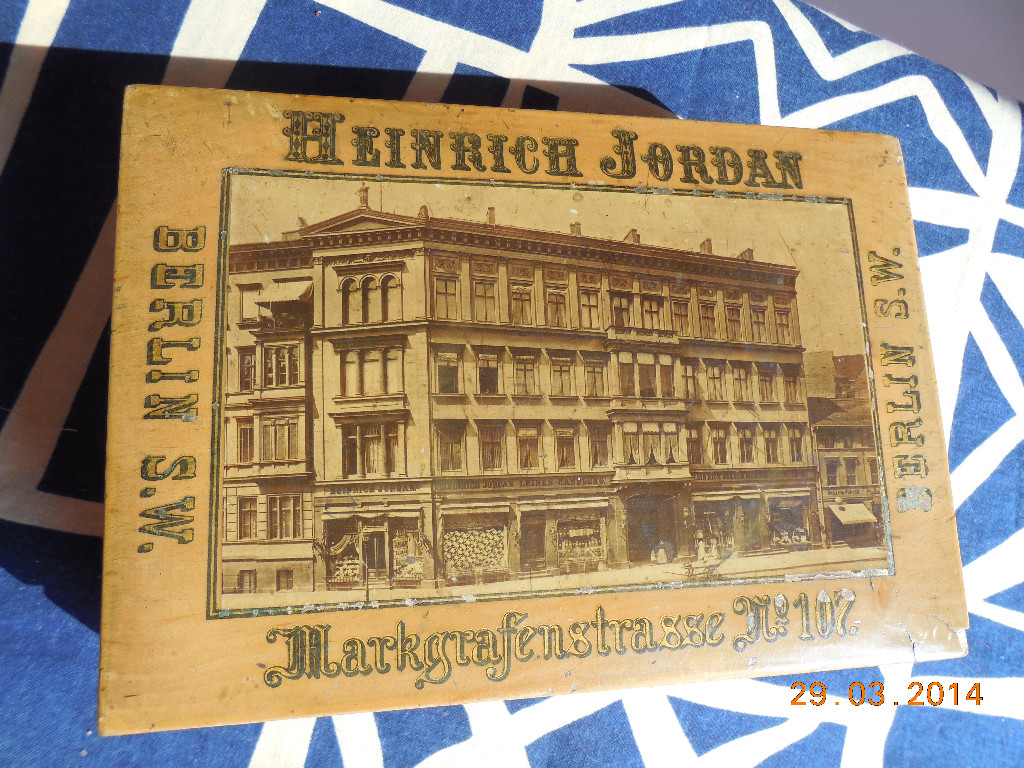 HEINRICH JORDAN
BERLIN S.W.
BERLIN S.W.
Markgrafenstrasse No 107.
29.03.2014